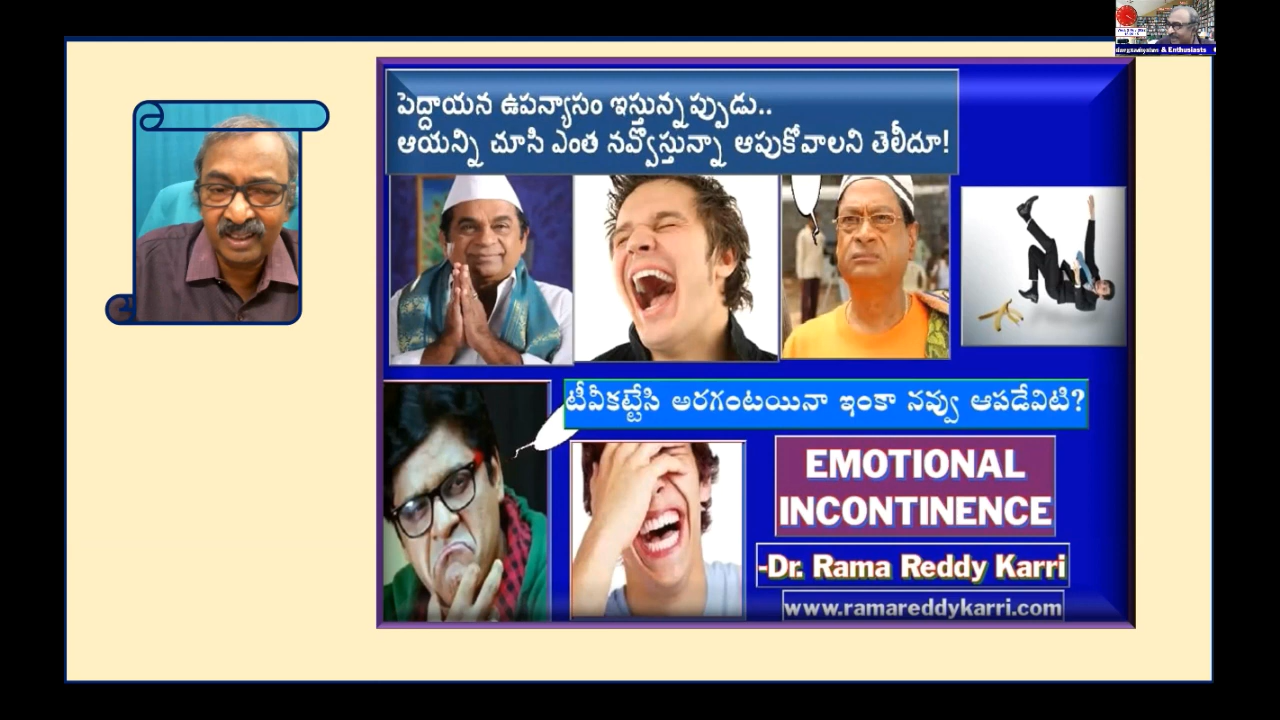 & Enthusiasts
పెద్దాయన ఉపన్యాసం ఇస్తున్నప్పుడు..
ఆయన్ని చూసి ఎంత నవ్వొస్తున్నా ఆపుకోవాలని తెలీదూ!
టీవీకట్టేసి అరగంటయినా ఇంకా నవ్వు ఆపడేవిటి?
EMOTIONAL
INCONTINENCE
-Dr. Rama Reddy Karri
www.ramareddykarri.com